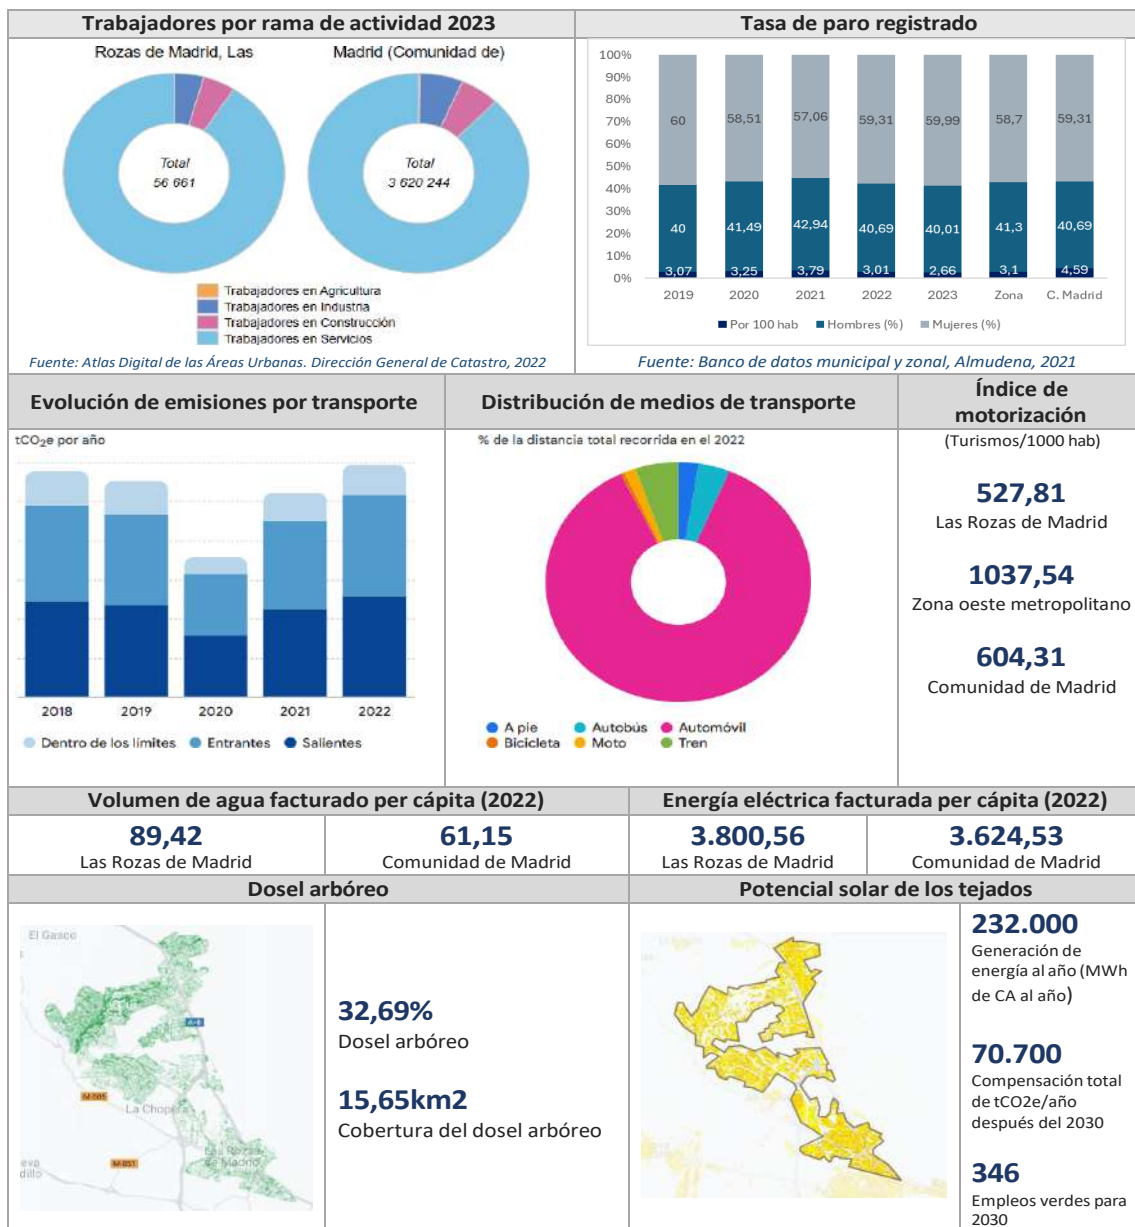 Trabajadores por rama de actividad 2023
Rozas de Madrid, Las
Madrid (Comunidad de)
Total
56 661
Total
3 620 244
Trabajadores en Agricultura
Trabajadores en Industria
Trabajadores en Construcción
Trabajadores en Servicios
Fuente: Atlas Digital de las Áreas Urbanas. Dirección General de Catastro, 2022
Tasa de paro registrado
100%
90%
80%
70%
60%
50%
40%
30%
20%
10%
0%
60 58,51 57,06 59,31 59,99 58,7 59,31
40 41,49 42,94 40,69 40,01 41,3 40,69
3,07 3,25 3,79 3,01 2,66 3,1 4,59
2019 2020 2021 2022 2023 Zona C. Madrid
Por 100 hab Hombres (%) Mujeres (%)
Fuente: Banco de datos municipal y zonal, Almudena, 2021
Evolución de emisiones por transporte
tCO2e por año
2018 2019 2020 2021 2022
Dentro de los límites Entrantes Salientes
Distribución de medios de transporte
% de la distancia total recorrida en el 2022
A pie Autobús Automóvil
Bicicleta Moto Tren
Índice de
motorización
(Turismos/1000 hab)
527,81
Las Rozas de Madrid
1037,54
Zona oeste metropolitano
604,31
Comunidad de Madrid
Volumen de agua facturado per cápita (2022)
89,42
Las Rozas de Madrid
61,15
Comunidad de Madrid
Energía eléctrica facturada per cápita (2022)
3.800,56
Las Rozas de Madrid
3.624,53
Comunidad de Madrid
Dosel arbóreo
El Gasco
A-6
M-505
La Chopera
Las Rozas
de Madrid
M-851
eva
dillo
32,69%
Dosel arbóreo
15,65km2
Cobertura del dosel arbóreo
Potencial solar de los tejados
232.000
Generación de
energía al año (MWh
de CA al año)
70.700
Compensación total
de tCO2e/año
después del 2030
346
Empleos verdes para
2030